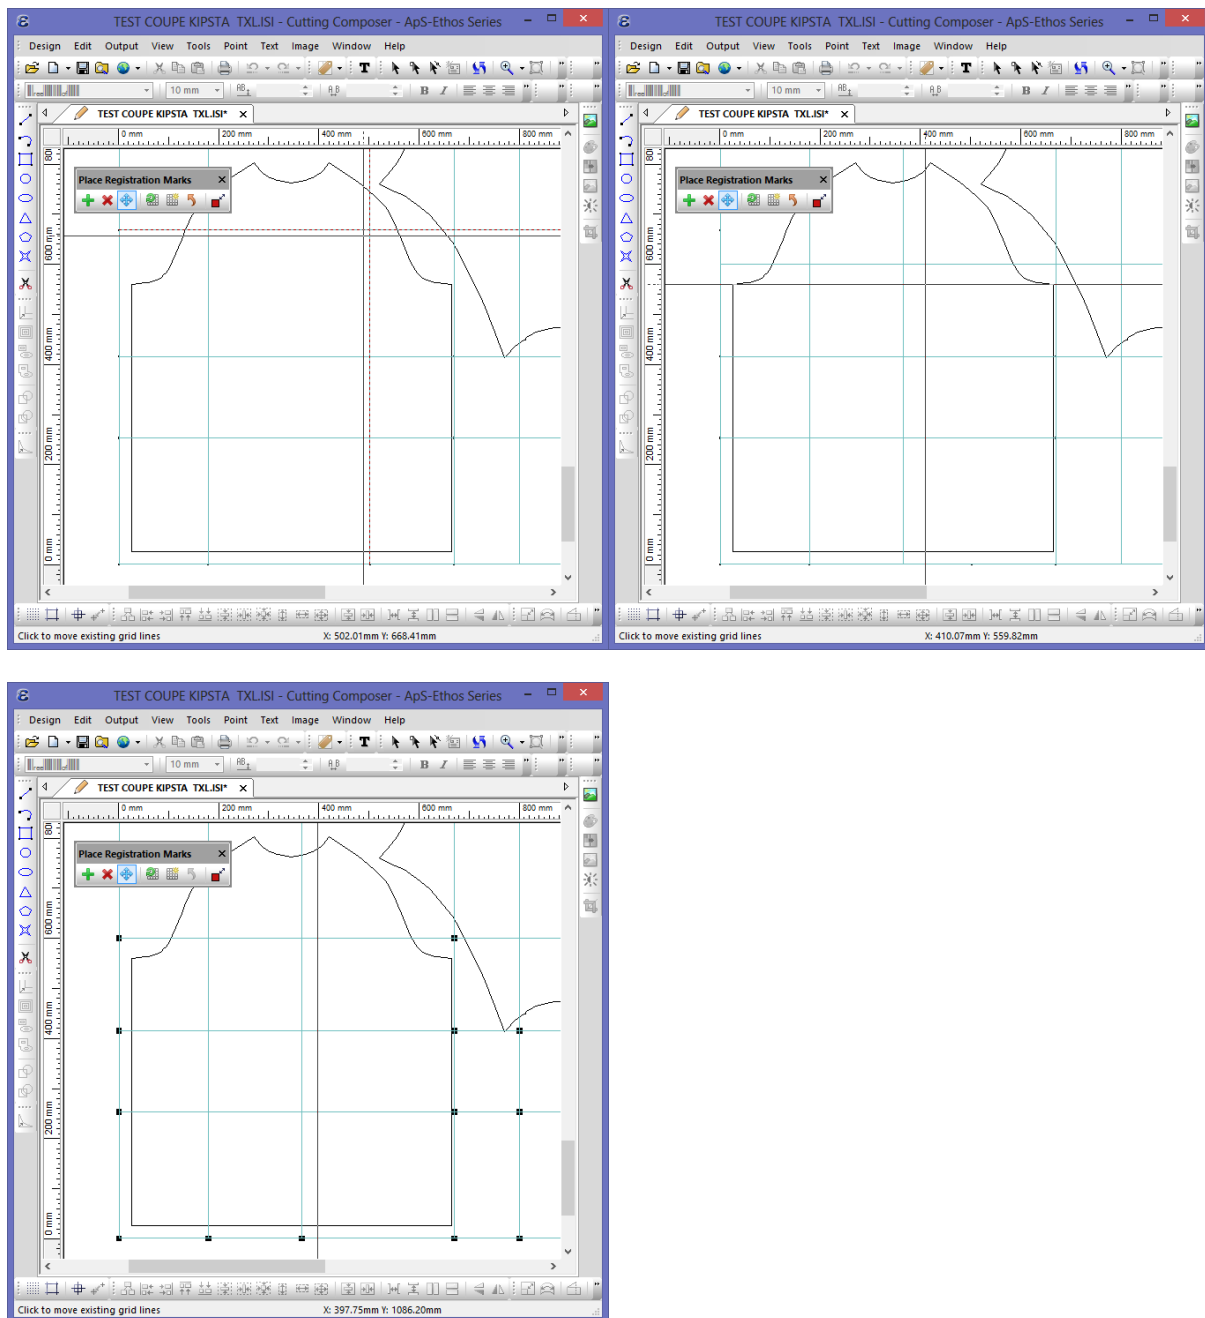 TEST COUPE KIPSTA TXL.ISI - Cutting Composer - ApS-Ethos Series
Design Edit Output View Tools Point Text Image Window Help
10 mm
TEST COUPE KIPSTA TXL.ISI*
0 mm 200 mm 400 mm 600 mm 800 mm
Place Registration Marks
600 mm
400 mm
200 mm
0 mm
Click to move existing grid lines X: 502.01mm Y: 668.41mm
TEST COUPE KIPSTA TXL.ISI - Cutting Composer - ApS-Ethos Series
Design Edit Output View Tools Point Text Image Window Help
10 mm
TEST COUPE KIPSTA TXL.ISI*
0 mm 200 mm 400 mm 600 mm 800 mm
Place Registration Marks
600 mm
400 mm
200 mm
0 mm
Click to move existing grid lines X: 410.07mm Y: 559.82mm
TEST COUPE KIPSTA TXL.ISI - Cutting Composer - ApS-Ethos Series
Design Edit Output View Tools Point Text Image Window Help
10 mm
TEST COUPE KIPSTA TXL.ISI*
0 mm 200 mm 400 mm 600 mm 800 mm
Place Registration Marks
600 mm
400 mm
200 mm
0 mm
Click to move existing grid lines X: 397.75mm Y: 1086.20mm